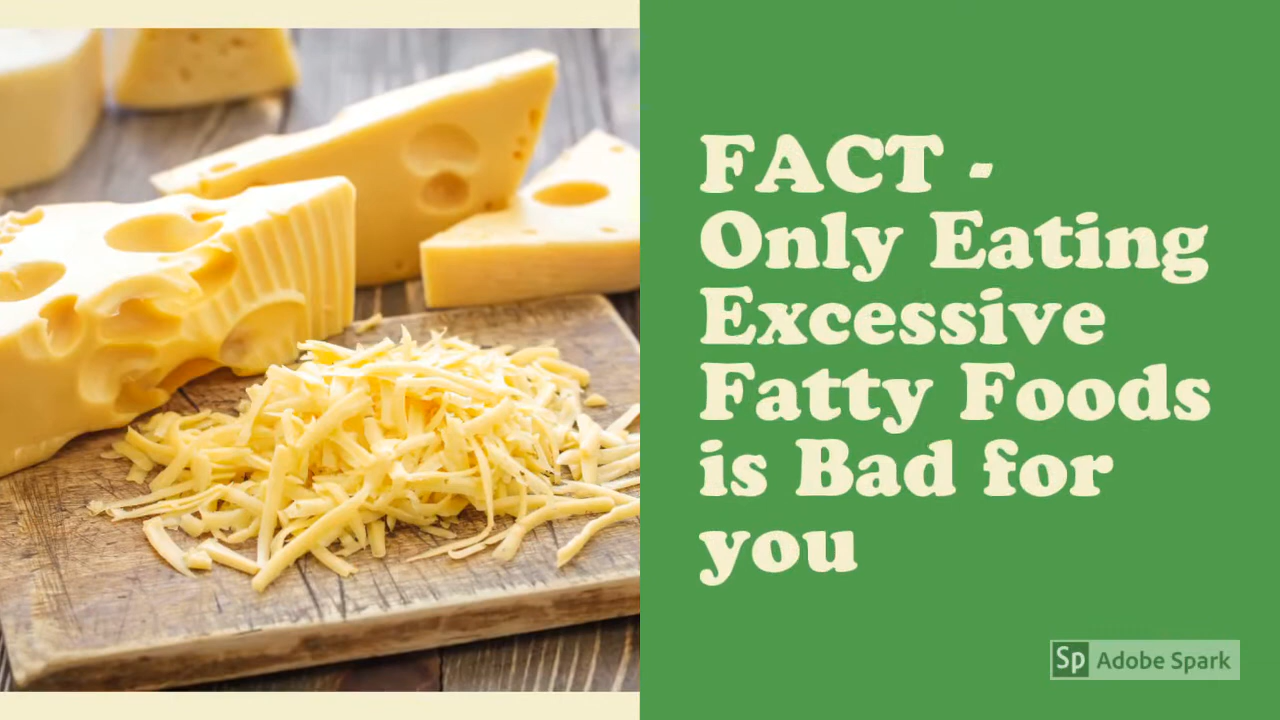 FACT -
Only Eating
Excessive
Fatty Foods
is Bad for
you
Sp Adobe Spark